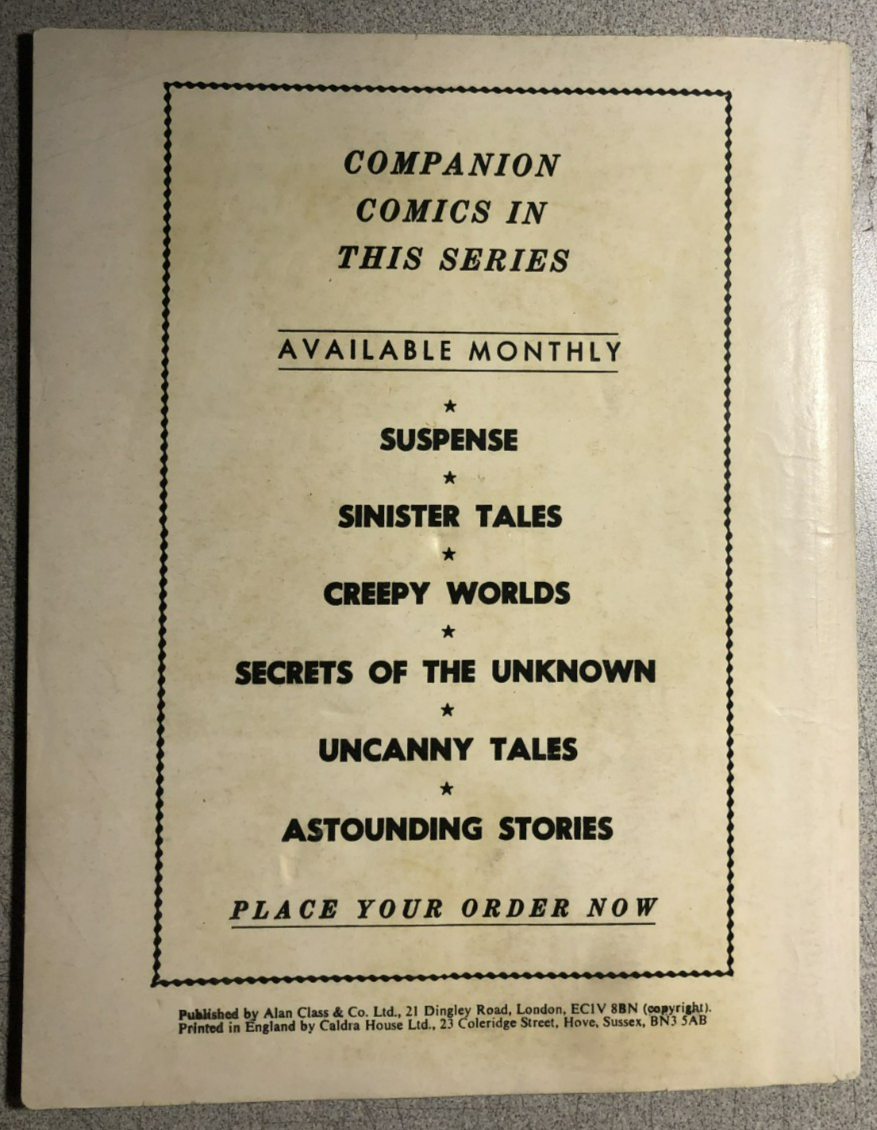 COMPANION
COMICS IN
THIS SERIES
AVAILABLE MONTHLY
★
SUSPENSE
★
SINISTER TALES
★
CREEPY WORLDS
★
SECRETS OF THE UNKNOWN
★
UNCANNY TALES
★
ASTOUNDING STORIES
PLACE YOUR ORDER NOW
Published by Alan Class & Co. Ltd., 21 Dingley Road, London, EC1V 8BN (copyright).
Printed in England by Caldra House Ltd., 23 Coleridge Street, Hove, Sussex, BN3 5AB